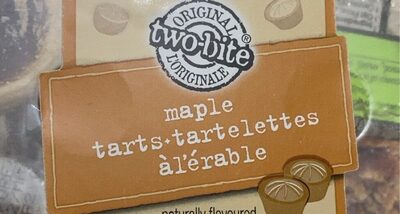 ORIGINAL
two-bite®
L'ORIGINALE
maple
tarts·tartelettes
àl'érable
naturally flavoured